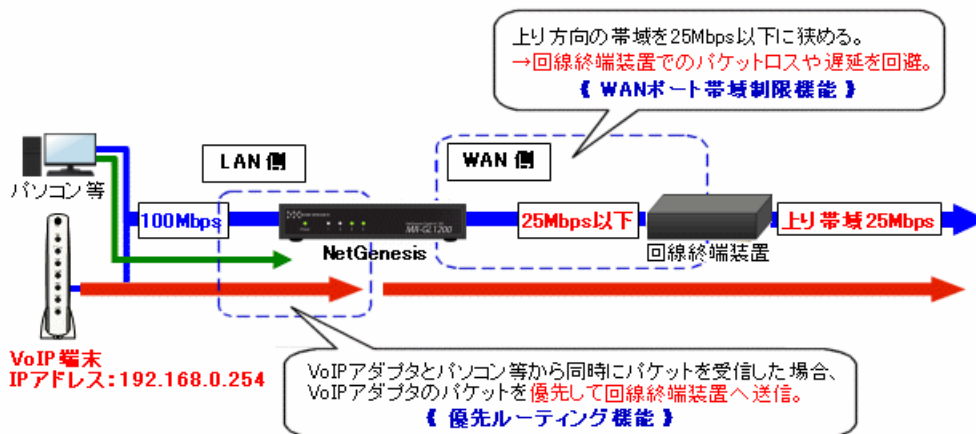 上り方向の帯域を25Mbps以下に狭める。
→回線終端装置でのパケットロスや遅延を回避。
《 WANポート帯域制限機能 》
LAN 側
WAN 側
パソコン等
100Mbps
MR-GL1200
NetGenesis
25Mbps以下
回線終端装置
上り帯域25Mbps
VoIP端末
IPアドレス：192.168.0.254
VoIPアダプタとパソコン等から同時にパケットを受信した場合、
VoIPアダプタのパケットを優先して回線終端装置へ送信。
《 優先ルーティング機能 》